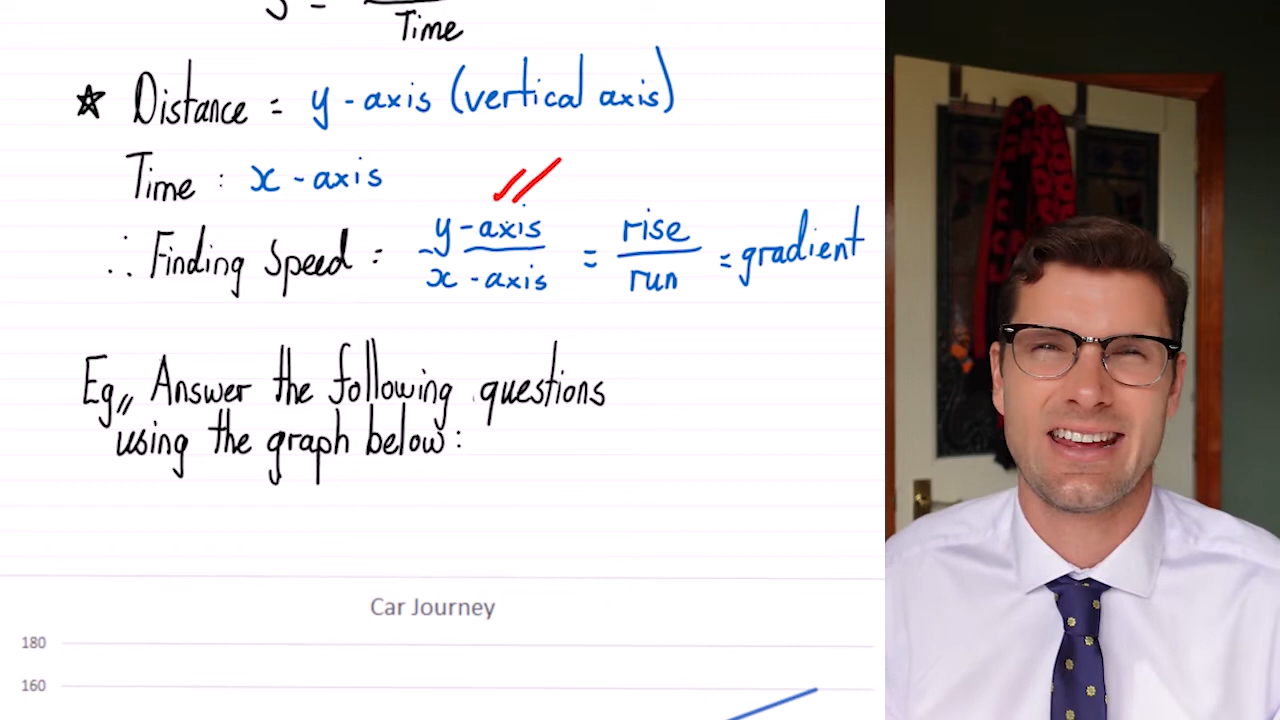 Time
☆ Distance = y-axis (vertical axis)
Time : x-axis
∴ Finding Speed = y-axis / x-axis = rise / run = gradient
Eg,, Answer the following questions
using the graph below:
Car Journey
180
160